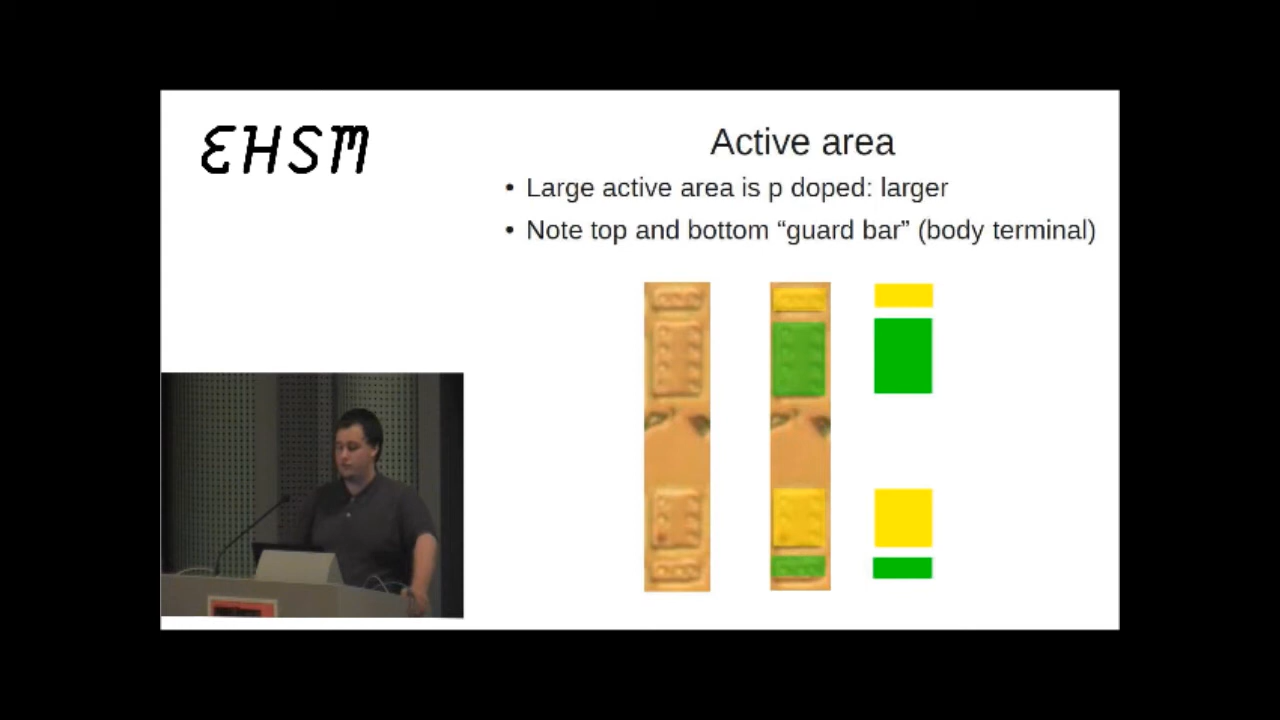 EHSM
Active area
• Large active area is p doped: larger
• Note top and bottom “guard bar” (body terminal)